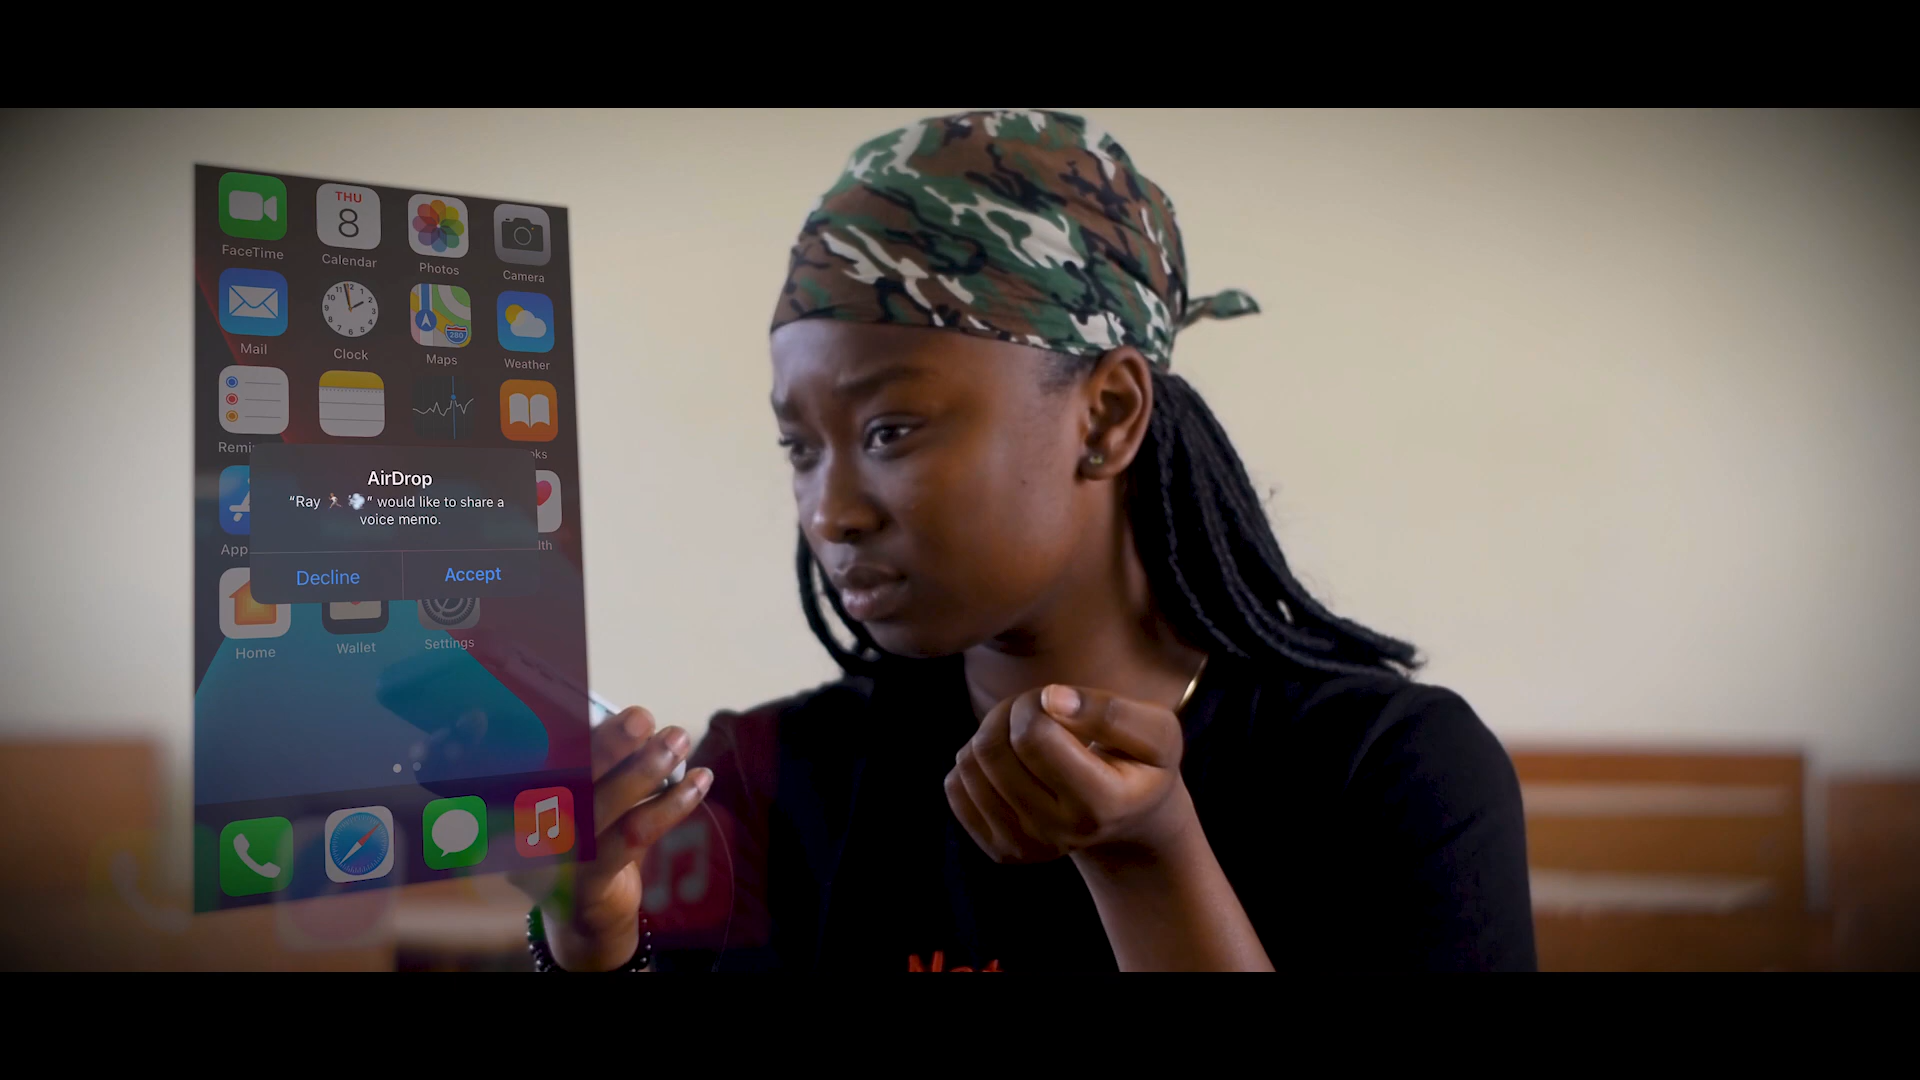 THU
8
FaceTime
Calendar
Photos
Camera
Mail
Clock
Maps
Weather
AirDrop
"Ray 🏃🏿💨" would like to share a
voice memo.
Decline
Accept
Home
Wallet
Settings